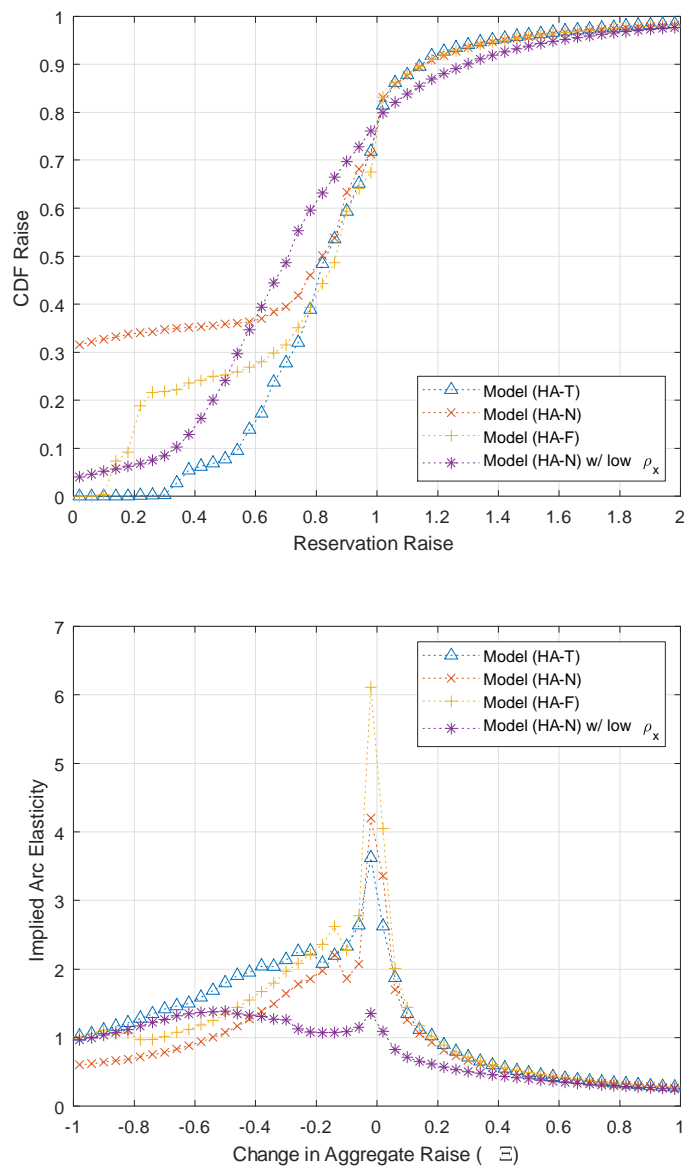 1
0.9
0.8
0.7
0.6
0.5
0.4
0.3
0.2
0.1
0
CDF Raise
Model (HA-T)
Model (HA-N)
Model (HA-F)
Model (HA-N) w/ low ρx
0 0.2 0.4 0.6 0.8 1 1.2 1.4 1.6 1.8 2
Reservation Raise
7
6
5
4
3
2
1
0
Implied Arc Elasticity
Model (HA-T)
Model (HA-N)
Model (HA-F)
Model (HA-N) w/ low ρx
-1 -0.8 -0.6 -0.4 -0.2 0 0.2 0.4 0.6 0.8 1
Change in Aggregate Raise ( Ξ)